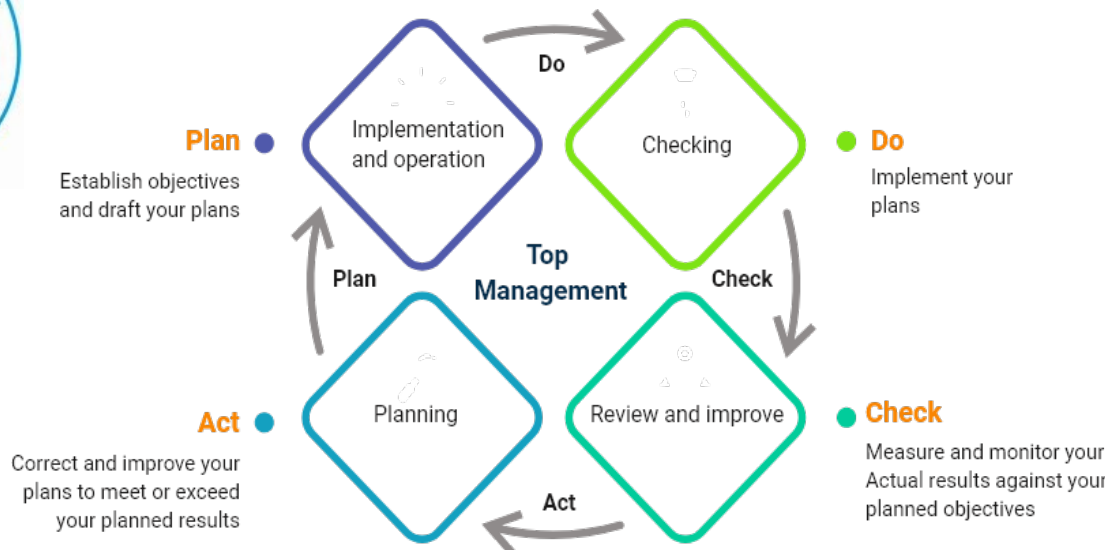 Do
Implementation
and operation
Checking
Plan
Establish objectives
and draft your plans
Do
Implement your
plans
Top
Management
Plan
Check
Planning
Review and improve
Act
Correct and improve your
plans to meet or exceed
your planned results
Check
Measure and monitor your
Actual results against your
planned objectives
Act